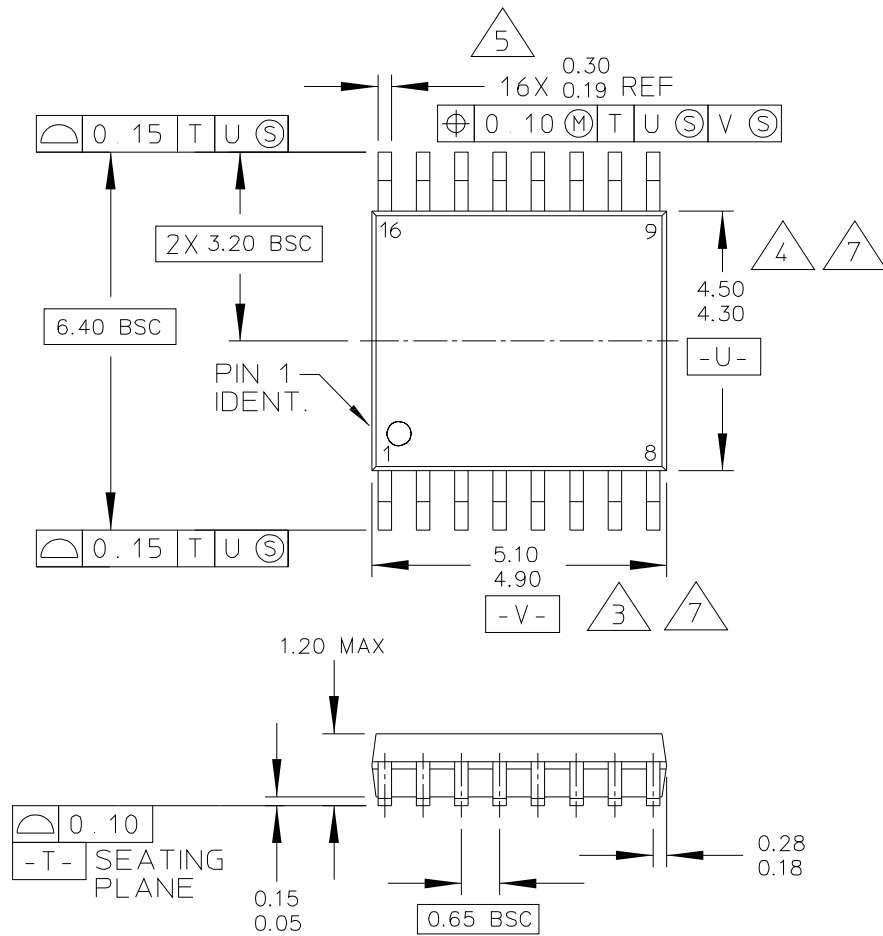 5
16X 0.30 0.19 REF
⌖ 0.10 Ⓜ T U Ⓢ V Ⓢ
⌓ 0.15 T U Ⓢ
16
9
2X 3.20 BSC
4
7
4.50
4.30
6.40 BSC
-U-
PIN 1
IDENT.
1
8
⌓ 0.15 T U Ⓢ
5.10
4.90
-V-
3
7
1.20 MAX
⌓ 0.10
-T- SEATING
PLANE
0.15
0.05
0.65 BSC
0.28
0.18